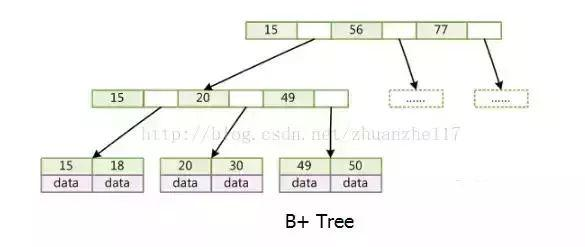 15 56 77
15 20 49
...... ......
http://blog.csdn.net/zhuanzhe117
15 18 20 30 49 50
data data data data data data
B+ Tree